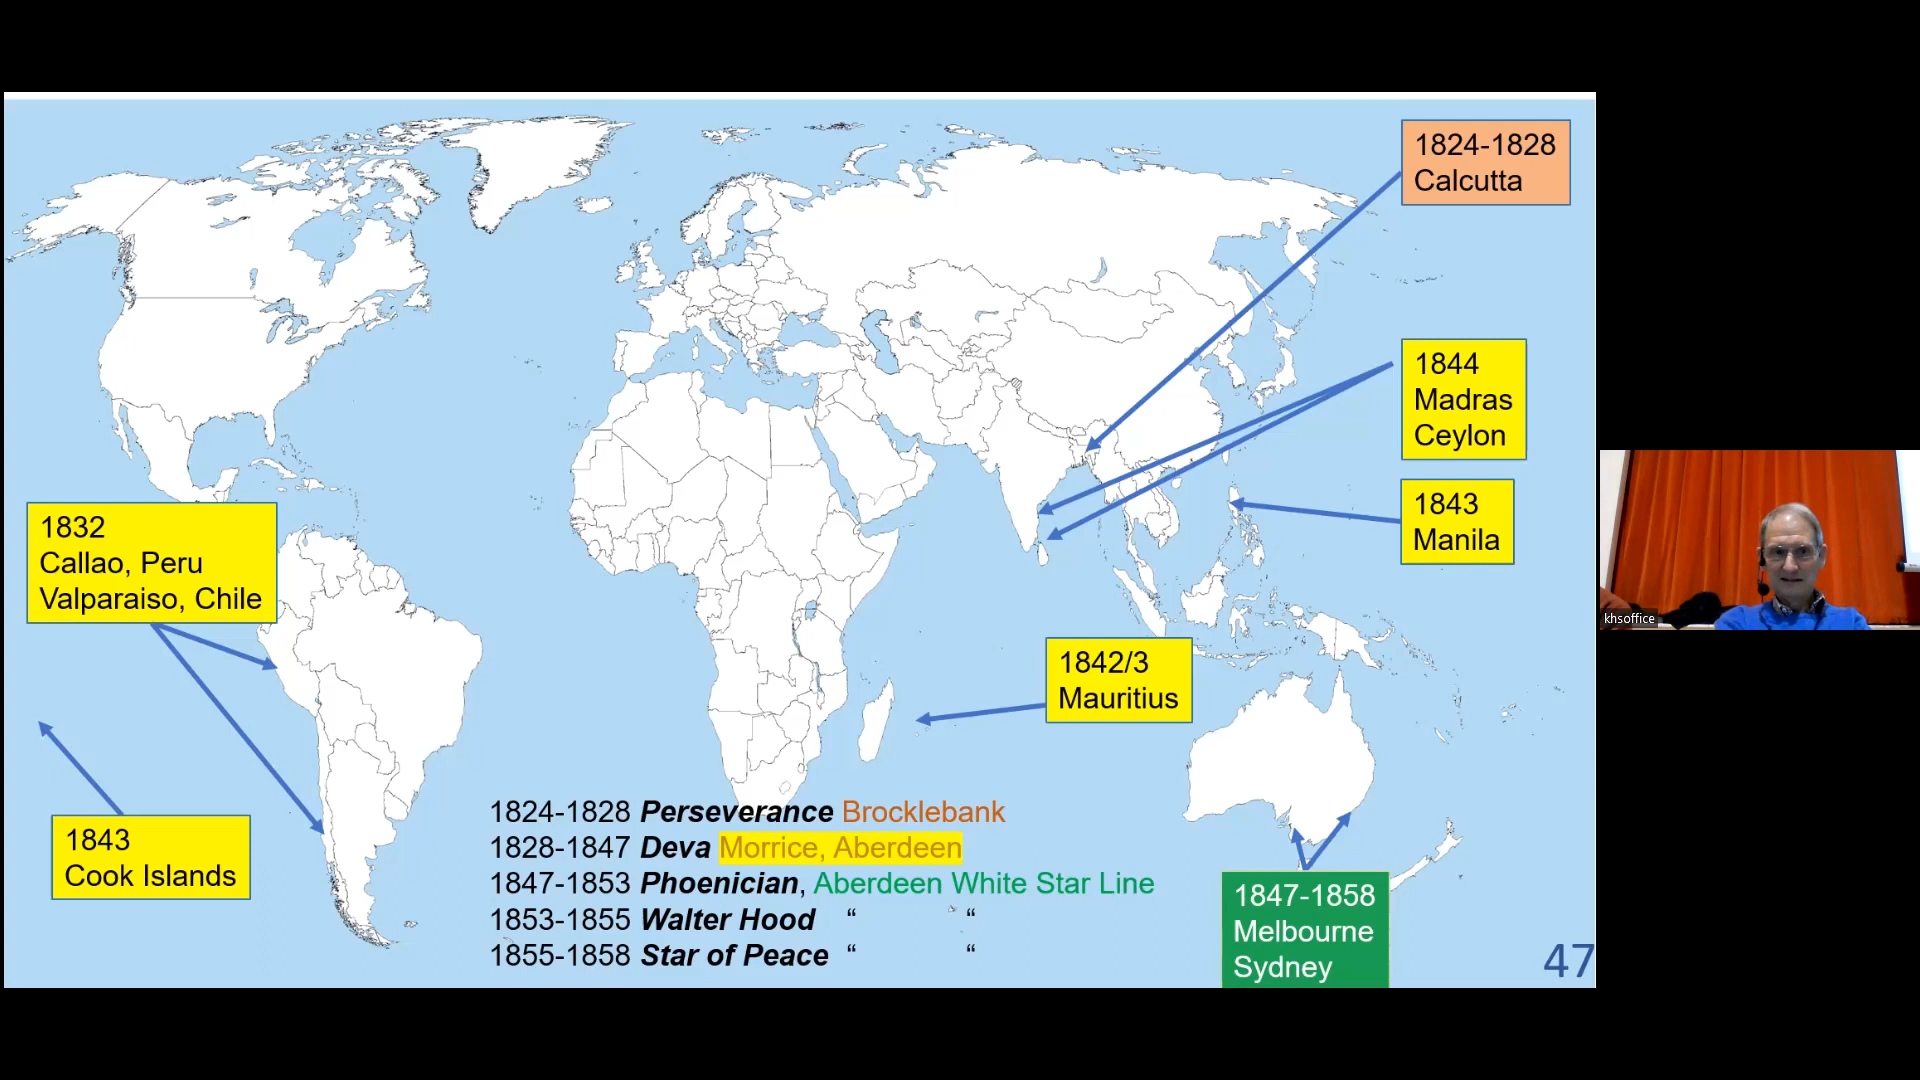 1824-1828
Calcutta
1844
Madras
Ceylon
1843
Manila
1832
Callao, Peru
Valparaiso, Chile
1842/3
Mauritius
1843
Cook Islands
1824-1828 Perseverance Brocklebank
1828-1847 Deva Morrice, Aberdeen
1847-1853 Phoenician, Aberdeen White Star Line
1853-1855 Walter Hood “ “
1855-1858 Star of Peace “ “
1847-1858
Melbourne
Sydney
47
khsoffice